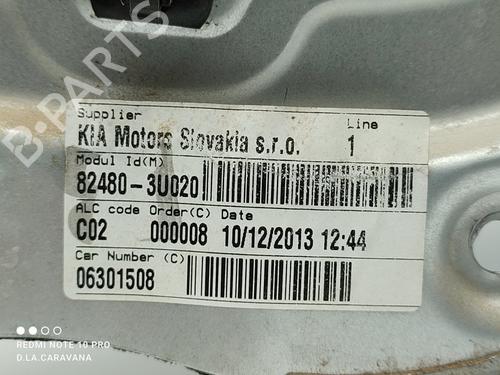 B-PARTS
Supplier Line
KIA Motors Slovakia s.r.o. 1
Modul Id(M)
82480-3U020
ALC code Order(C) Date
C02 000008 10/12/2013 12:44
Car Number (C)
06301508
REDMI NOTE 10 PRO
D.LA.CARAVANA